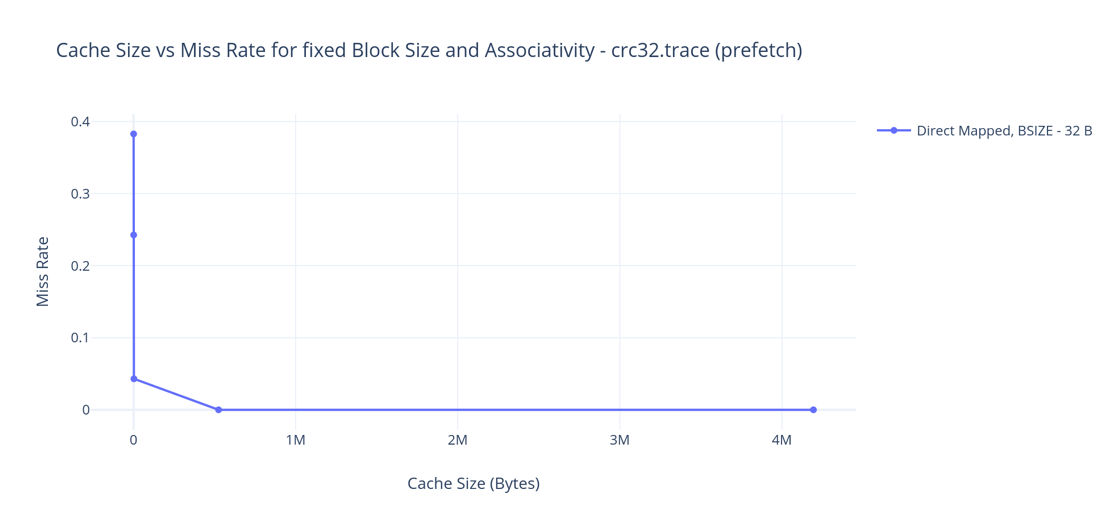 Cache Size vs Miss Rate for fixed Block Size and Associativity - crc32.trace (prefetch)
Direct Mapped, BSIZE - 32 B
Miss Rate
0.4
0.3
0.2
0.1
0
0
1M
2M
3M
4M
Cache Size (Bytes)